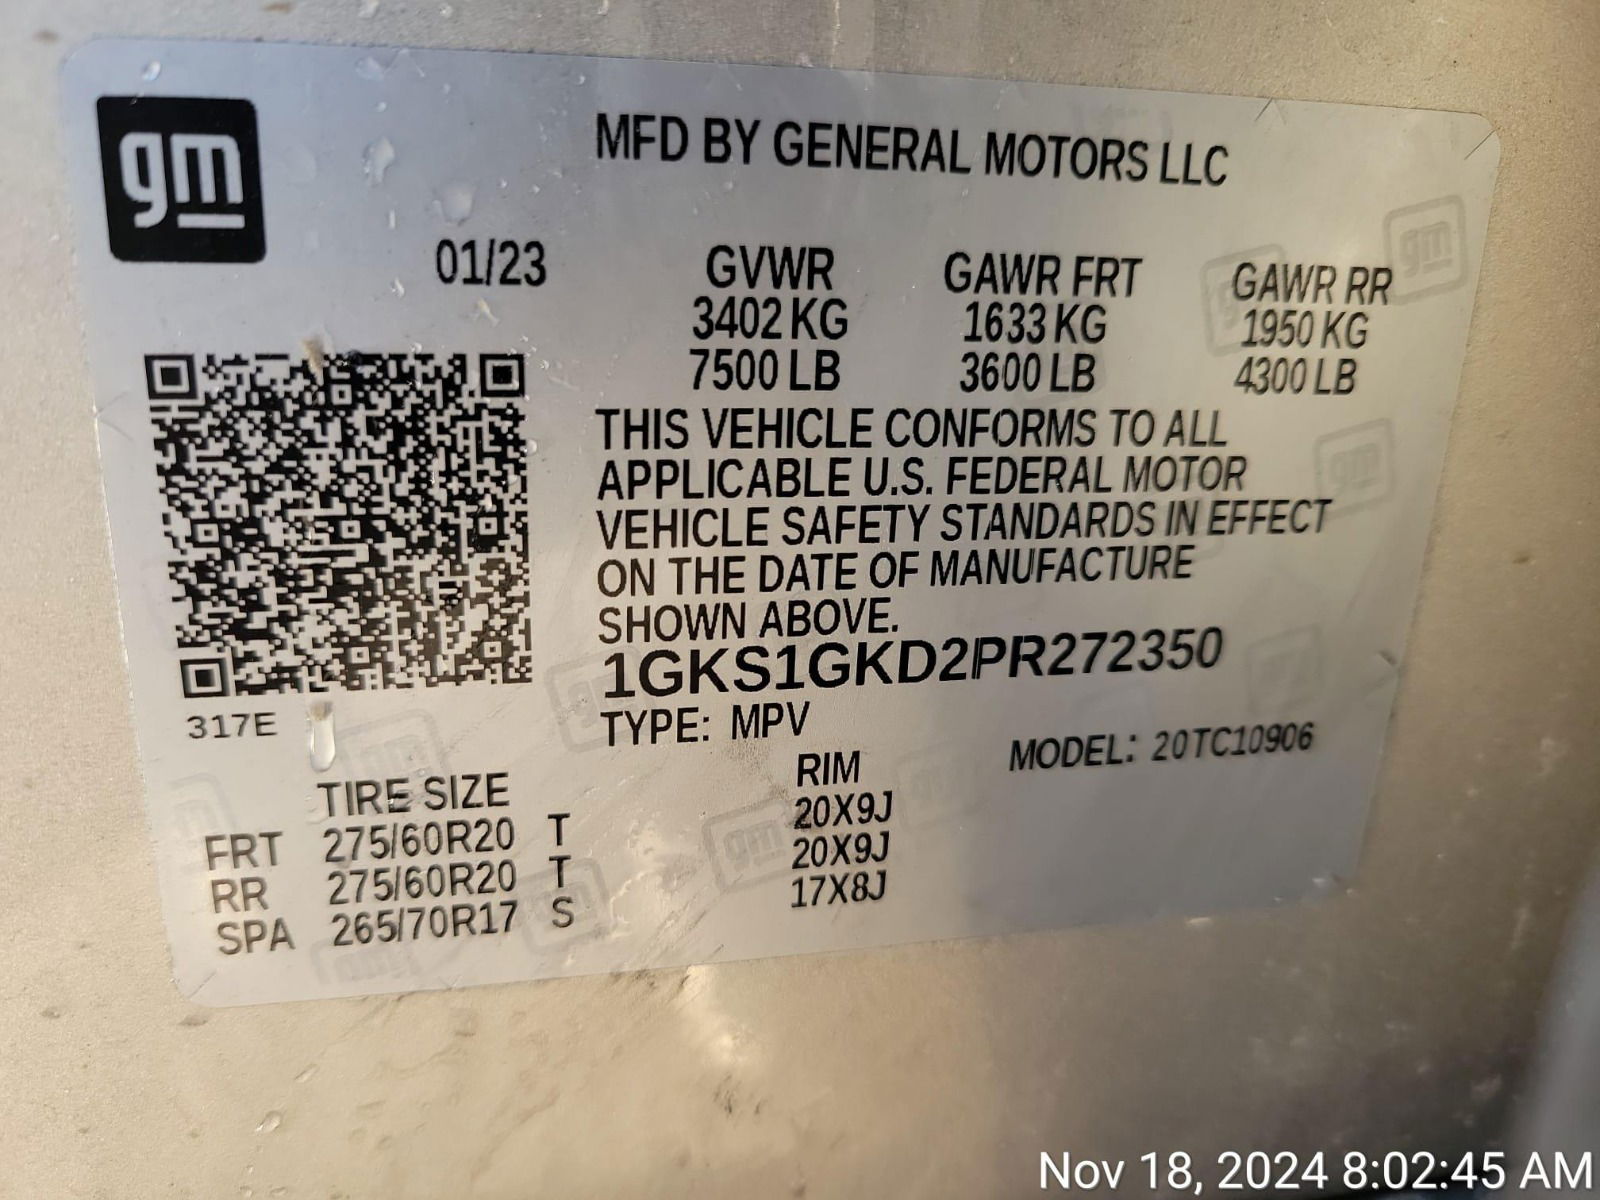 gm
MFD BY GENERAL MOTORS LLC
01/23 GVWR GAWR FRT GAWR RR
3402 KG 1633 KG 1950 KG
7500 LB 3600 LB 4300 LB
THIS VEHICLE CONFORMS TO ALL
APPLICABLE U.S. FEDERAL MOTOR
VEHICLE SAFETY STANDARDS IN EFFECT
ON THE DATE OF MANUFACTURE
SHOWN ABOVE.
1GKS1GKD2PR272350
317E
TYPE: MPV MODEL: 20TC10906
TIRE SIZE RIM
FRT 275/60R20 T 20X9J
RR 275/60R20 T 20X9J
SPA 265/70R17 S 17X8J
Nov 18, 2024 8:02:45 AM